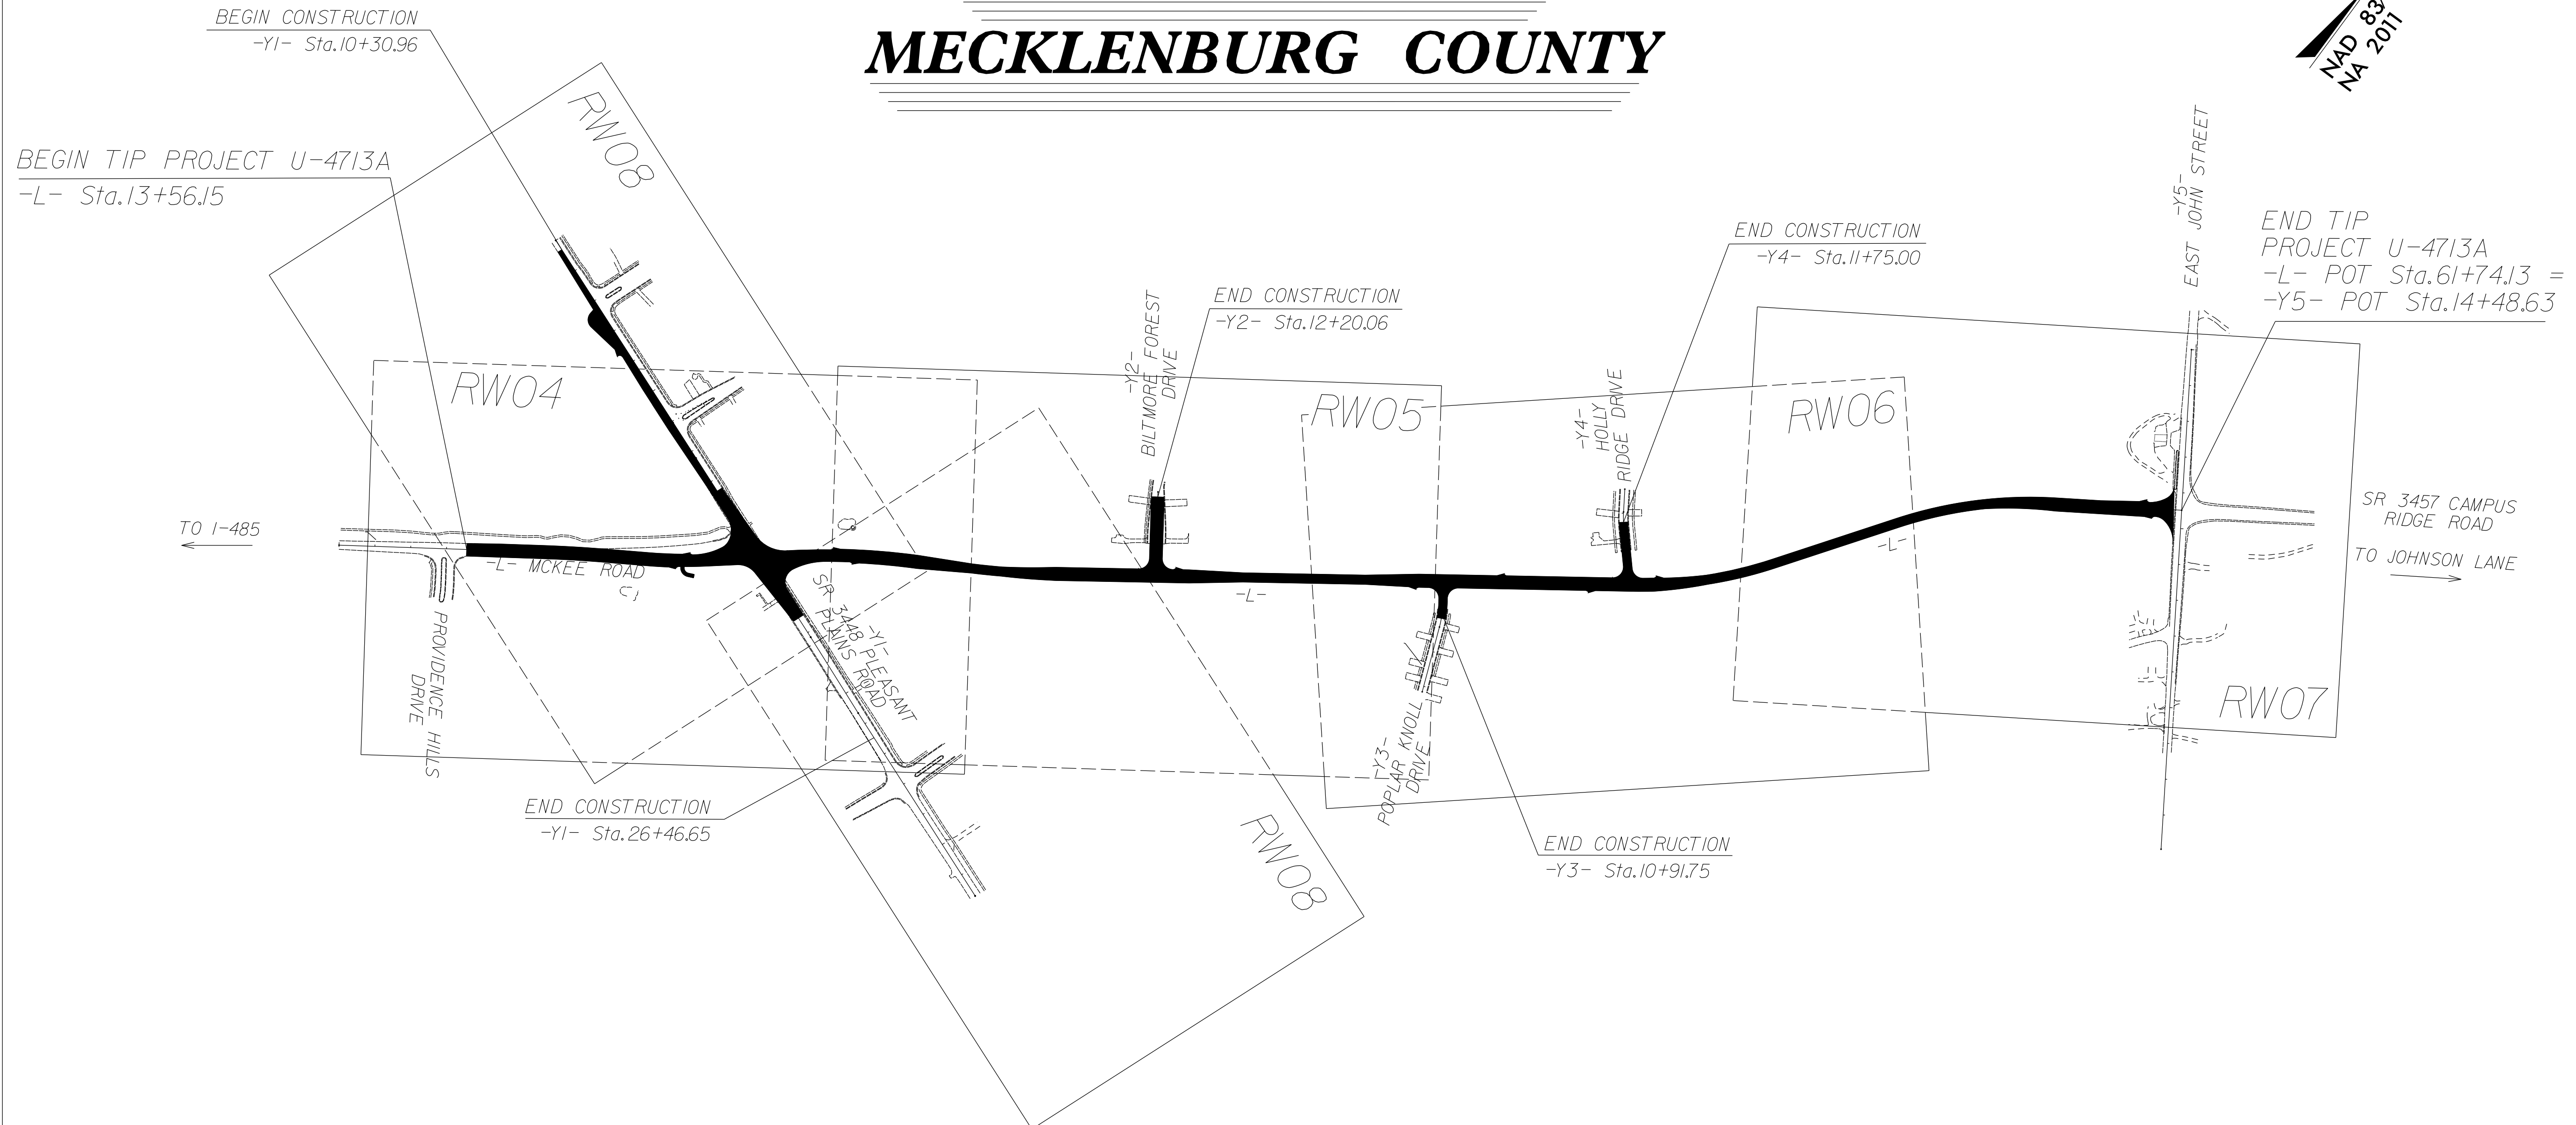 MECKLENBURG COUNTY
NAD 83/
NA 2011
BEGIN CONSTRUCTION
-Y1- Sta.10+30.96
BEGIN TIP PROJECT U-4713A
-L- Sta.13+56.15
RW08
RW04
TO I-485
-L- MCKEE ROAD
PROVIDENCE HILLS
DRIVE
-Y1-
SR 3448 PLEASANT
PLAINS ROAD
END CONSTRUCTION
-Y1- Sta.26+46.65
-Y2-
BILTMORE FOREST
DRIVE
END CONSTRUCTION
-Y2- Sta.12+20.06
RW05
-L-
RW08
-Y3-
POPLAR KNOLL
DRIVE
END CONSTRUCTION
-Y3- Sta.10+91.75
-Y4-
HOLLY
RIDGE DRIVE
END CONSTRUCTION
-Y4- Sta.11+75.00
RW06
-L-
-Y5-
EAST JOHN STREET
END TIP
PROJECT U-4713A
-L- POT Sta.61+74.13 =
-Y5- POT Sta.14+48.63
SR 3457 CAMPUS
RIDGE ROAD
TO JOHNSON LANE
RW07